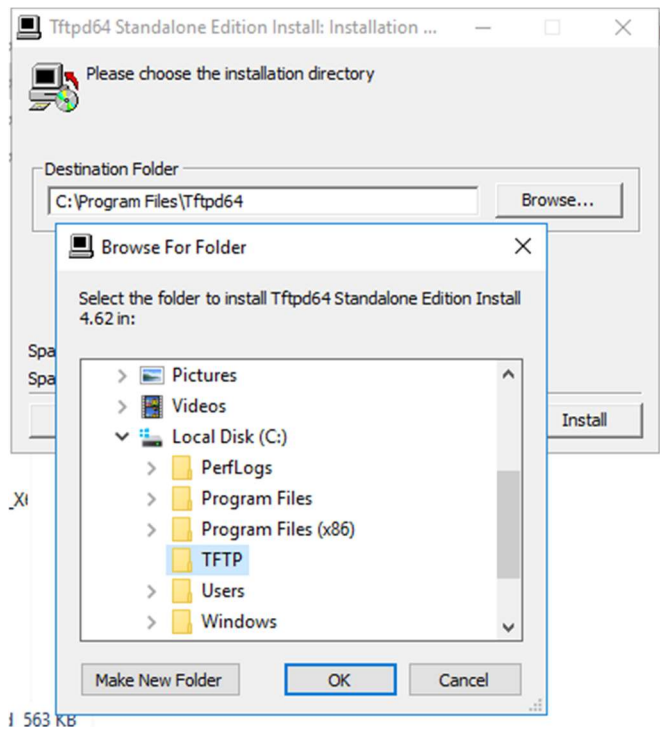 Tftpd64 Standalone Edition Install: Installation ...
Please choose the installation directory
Destination Folder
C:\Program Files\Tftpd64
Browse...
Browse For Folder
Select the folder to install Tftpd64 Standalone Edition Install
4.62 in:
Spa
Spa
Pictures
Videos
Local Disk (C:)
PerfLogs
Program Files
Program Files (x86)
TFTP
Users
Windows
Install
Make New Folder
OK
Cancel
563 KB